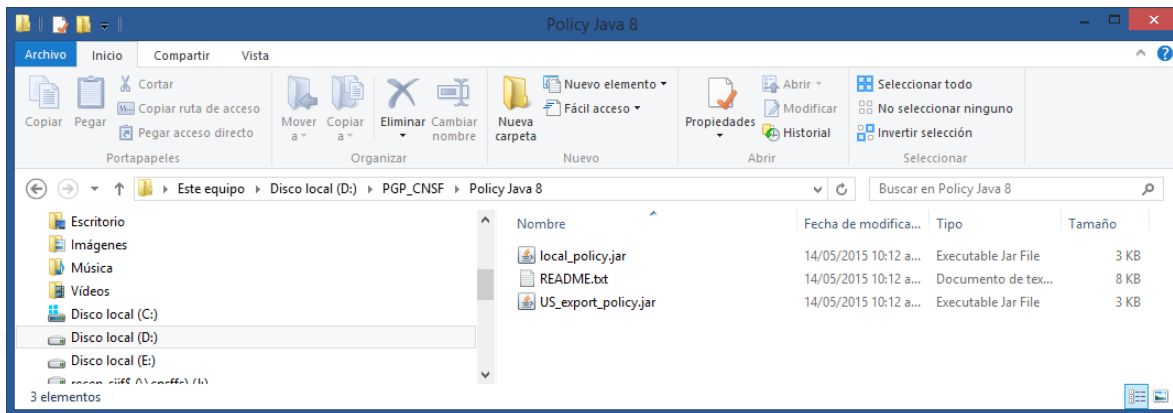 Policy Java 8
Archivo Inicio Compartir Vista
Copiar
Pegar
Cortar
Copiar ruta de acceso
Pegar acceso directo
Portapapeles
Mover a
Copiar a
Eliminar
Cambiar nombre
Organizar
Nueva carpeta
Nuevo elemento
Fácil acceso
Nuevo
Propiedades
Abrir
Modificar
Historial
Abrir
Seleccionar todo
No seleccionar ninguno
Invertir selección
Seleccionar
Este equipo Disco local (D:) PGP_CNSF Policy Java 8
Buscar en Policy Java 8
Escritorio
Imágenes
Música
Vídeos
Disco local (C:)
Disco local (D:)
Disco local (E:)
Nombre Fecha de modifica... Tipo Tamaño
local_policy.jar 14/05/2015 10:12 a... Executable Jar File 3 KB
README.txt 14/05/2015 10:12 a... Documento de tex... 8 KB
US_export_policy.jar 14/05/2015 10:12 a... Executable Jar File 3 KB
3 elementos